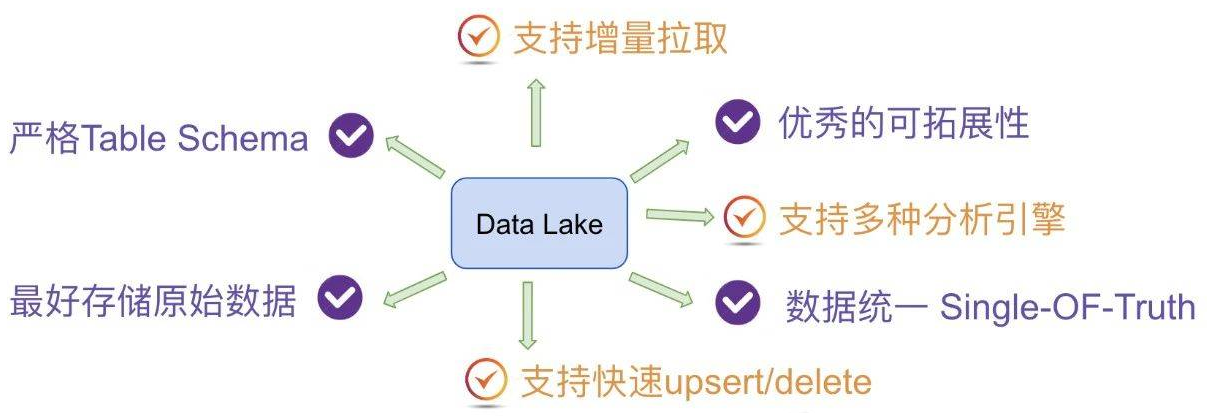 支持增量拉取
严格Table Schema
优秀的可拓展性
Data Lake
支持多种分析引擎
最好存储原始数据
数据统一 Single-OF-Truth
支持快速upsert/delete